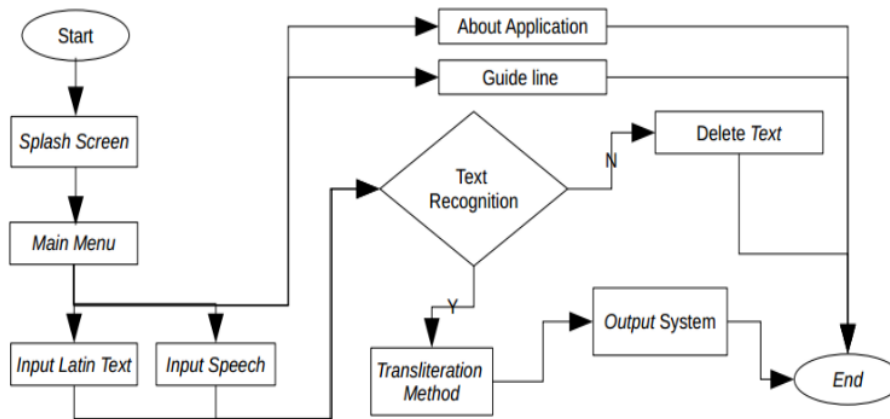 Start
About Application
Guide line
Splash Screen
Text
Recognition
N
Delete Text
Main Menu
Y
Output System
Input Latin Text
Input Speech
Transliteration
Method
End